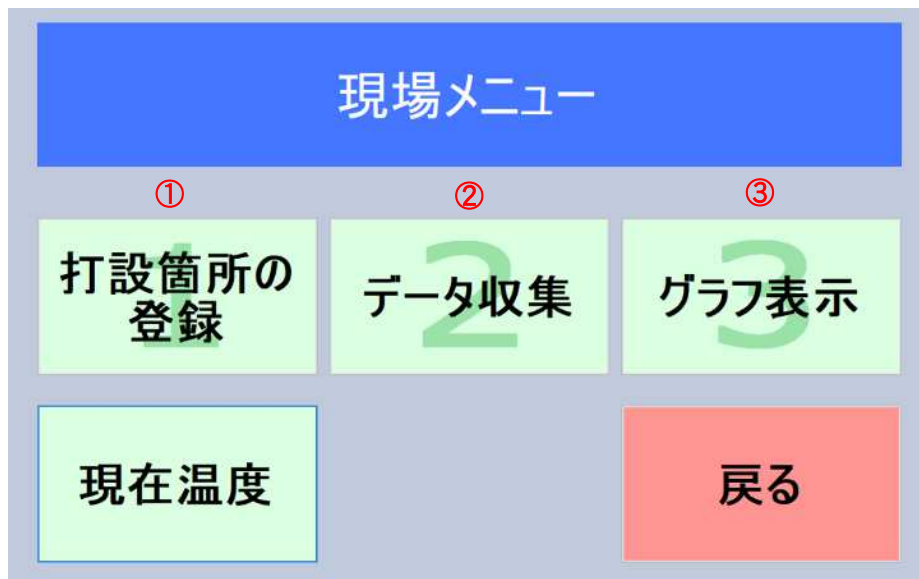 現場メニュー
① ② ③
1 2 3
打設箇所の
登録
データ収集
グラフ表示
現在温度
戻る